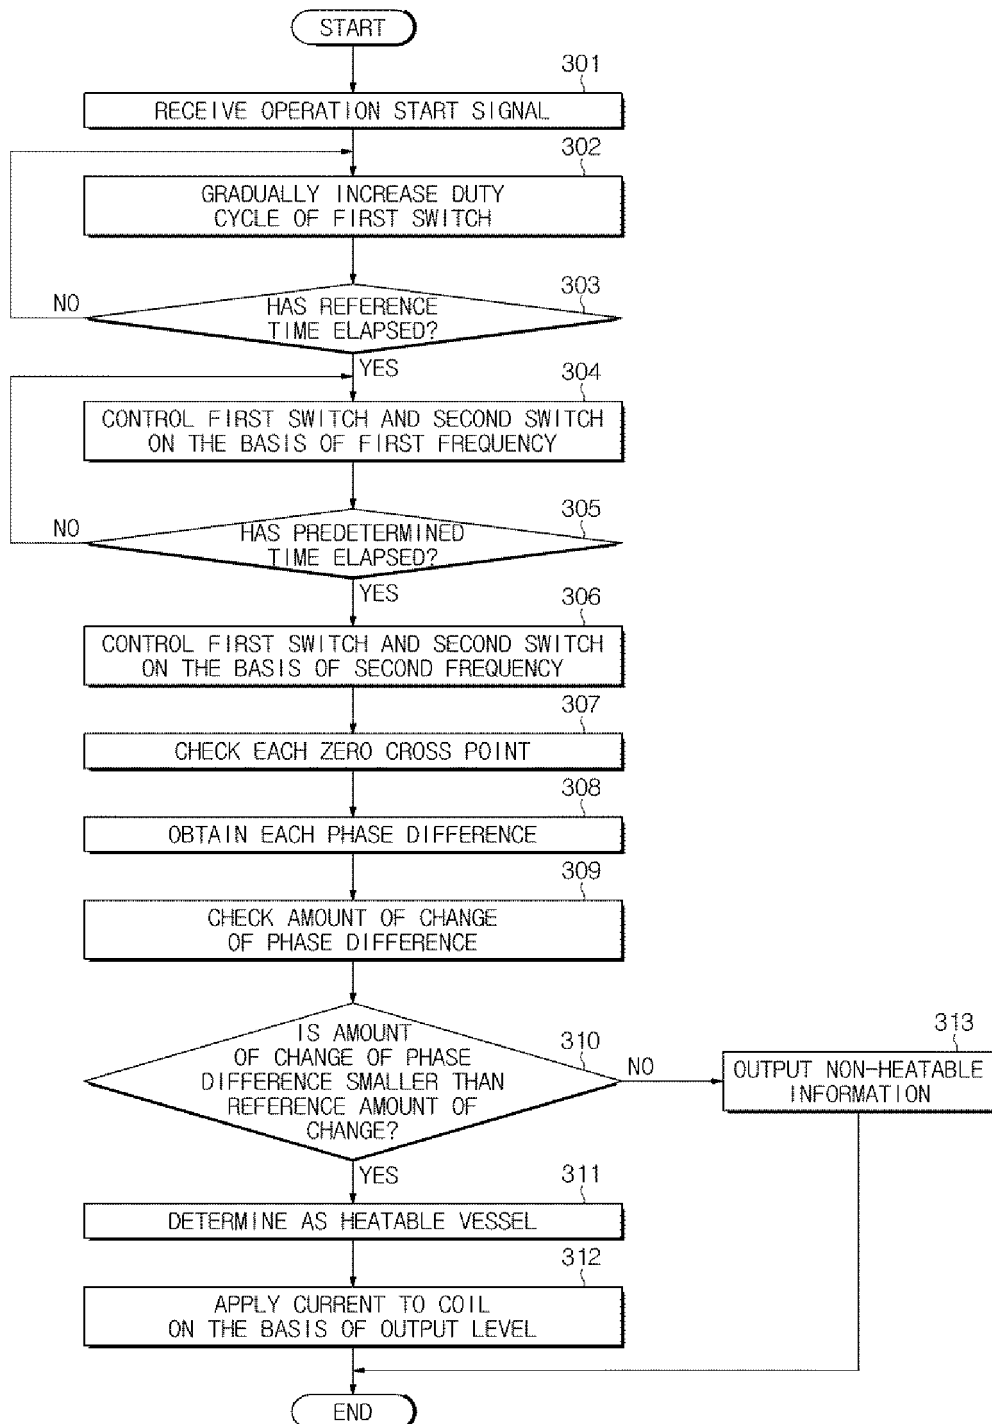 START
301
RECEIVE OPERATION START SIGNAL
302
GRADUALLY INCREASE DUTY
CYCLE OF FIRST SWITCH
303
NO
HAS REFERENCE
TIME ELAPSED?
YES
304
CONTROL FIRST SWITCH AND SECOND SWITCH
ON THE BASIS OF FIRST FREQUENCY
305
NO
HAS PREDETERMINED
TIME ELAPSED?
YES
306
CONTROL FIRST SWITCH AND SECOND SWITCH
ON THE BASIS OF SECOND FREQUENCY
307
CHECK EACH ZERO CROSS POINT
308
OBTAIN EACH PHASE DIFFERENCE
309
CHECK AMOUNT OF CHANGE
OF PHASE DIFFERENCE
310
IS AMOUNT
OF CHANGE OF PHASE
DIFFERENCE SMALLER THAN
REFERENCE AMOUNT OF
CHANGE?
NO
313
OUTPUT NON-HEATABLE
INFORMATION
YES
311
DETERMINE AS HEATABLE VESSEL
312
APPLY CURRENT TO COIL
ON THE BASIS OF OUTPUT LEVEL
END